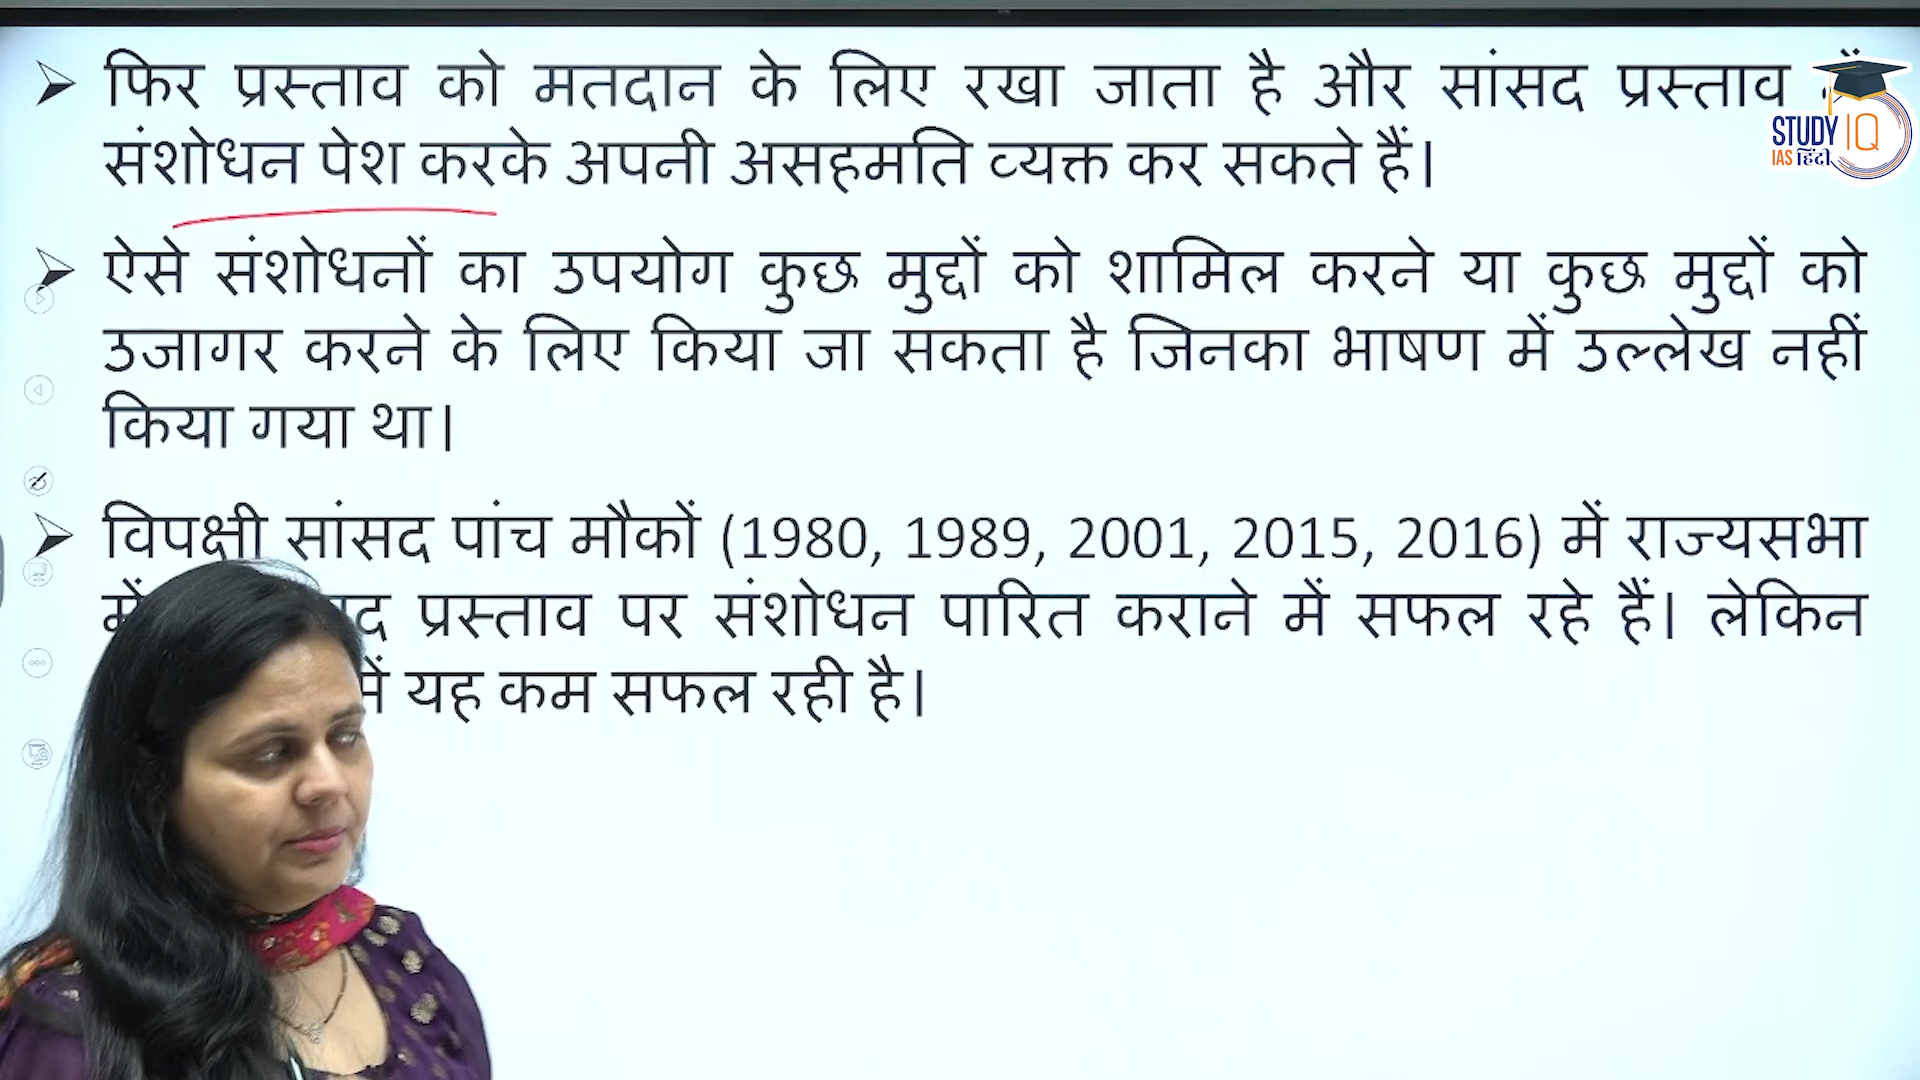 फिर प्रस्ताव को मतदान के लिए रखा जाता है और सांसद प्रस्ताव
संशोधन पेश करके अपनी असहमति व्यक्त कर सकते हैं।
STUDY IQ
IAS हिंदी
ऐसे संशोधनों का उपयोग कुछ मुद्दों को शामिल करने या कुछ मुद्दों को
उजागर करने के लिए किया जा सकता है जिनका भाषण में उल्लेख नहीं
किया गया था।
विपक्षी सांसद पांच मौकों (1980, 1989, 2001, 2015, 2016) में राज्यसभा
में प्रस्ताव पर संशोधन पारित कराने में सफल रहे हैं। लेकिन
में यह कम सफल रही है।